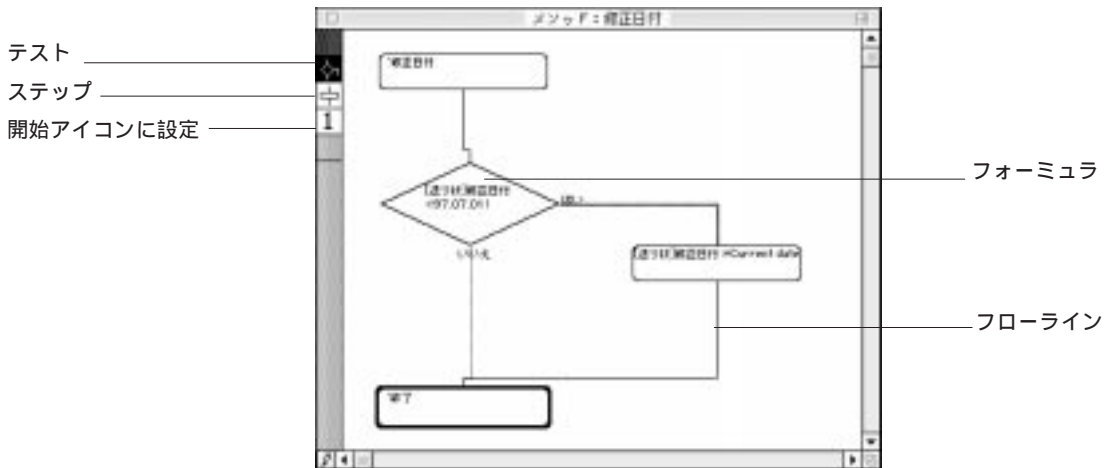 メソッド：修正日付
テスト
ステップ
開始アイコンに設定
1
`修正日付
フォーミュラ
[送り状]修正日付
<!97.07.01!
はい
いいえ
[送り状]修正日付:=Current date
フローライン
`終了